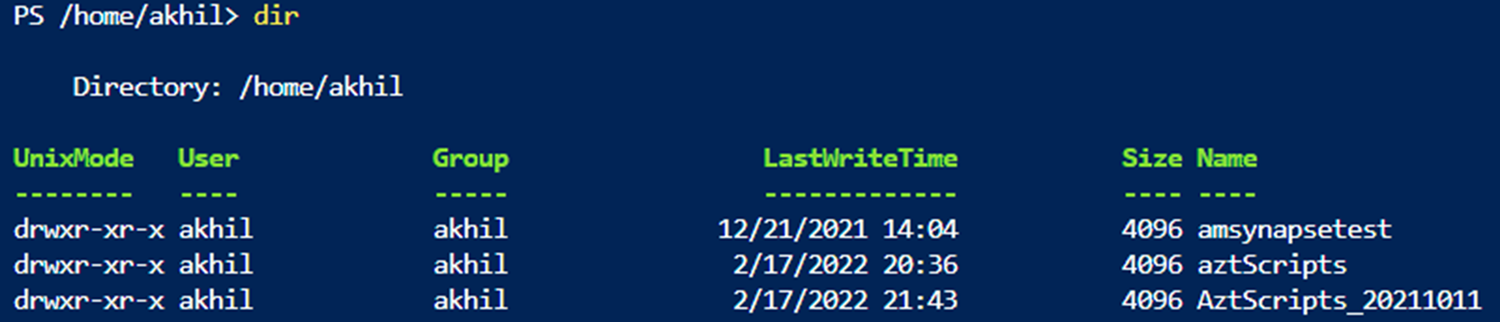 PS /home/akhil> dir
Directory: /home/akhil
UnixMode User Group LastWriteTime Size Name
-------- ---- ----- ------------- ---- ----
drwxr-xr-x akhil akhil 12/21/2021 14:04 4096 amsynapsetest
drwxr-xr-x akhil akhil 2/17/2022 20:36 4096 aztScripts
drwxr-xr-x akhil akhil 2/17/2022 21:43 4096 AztScripts_20211011